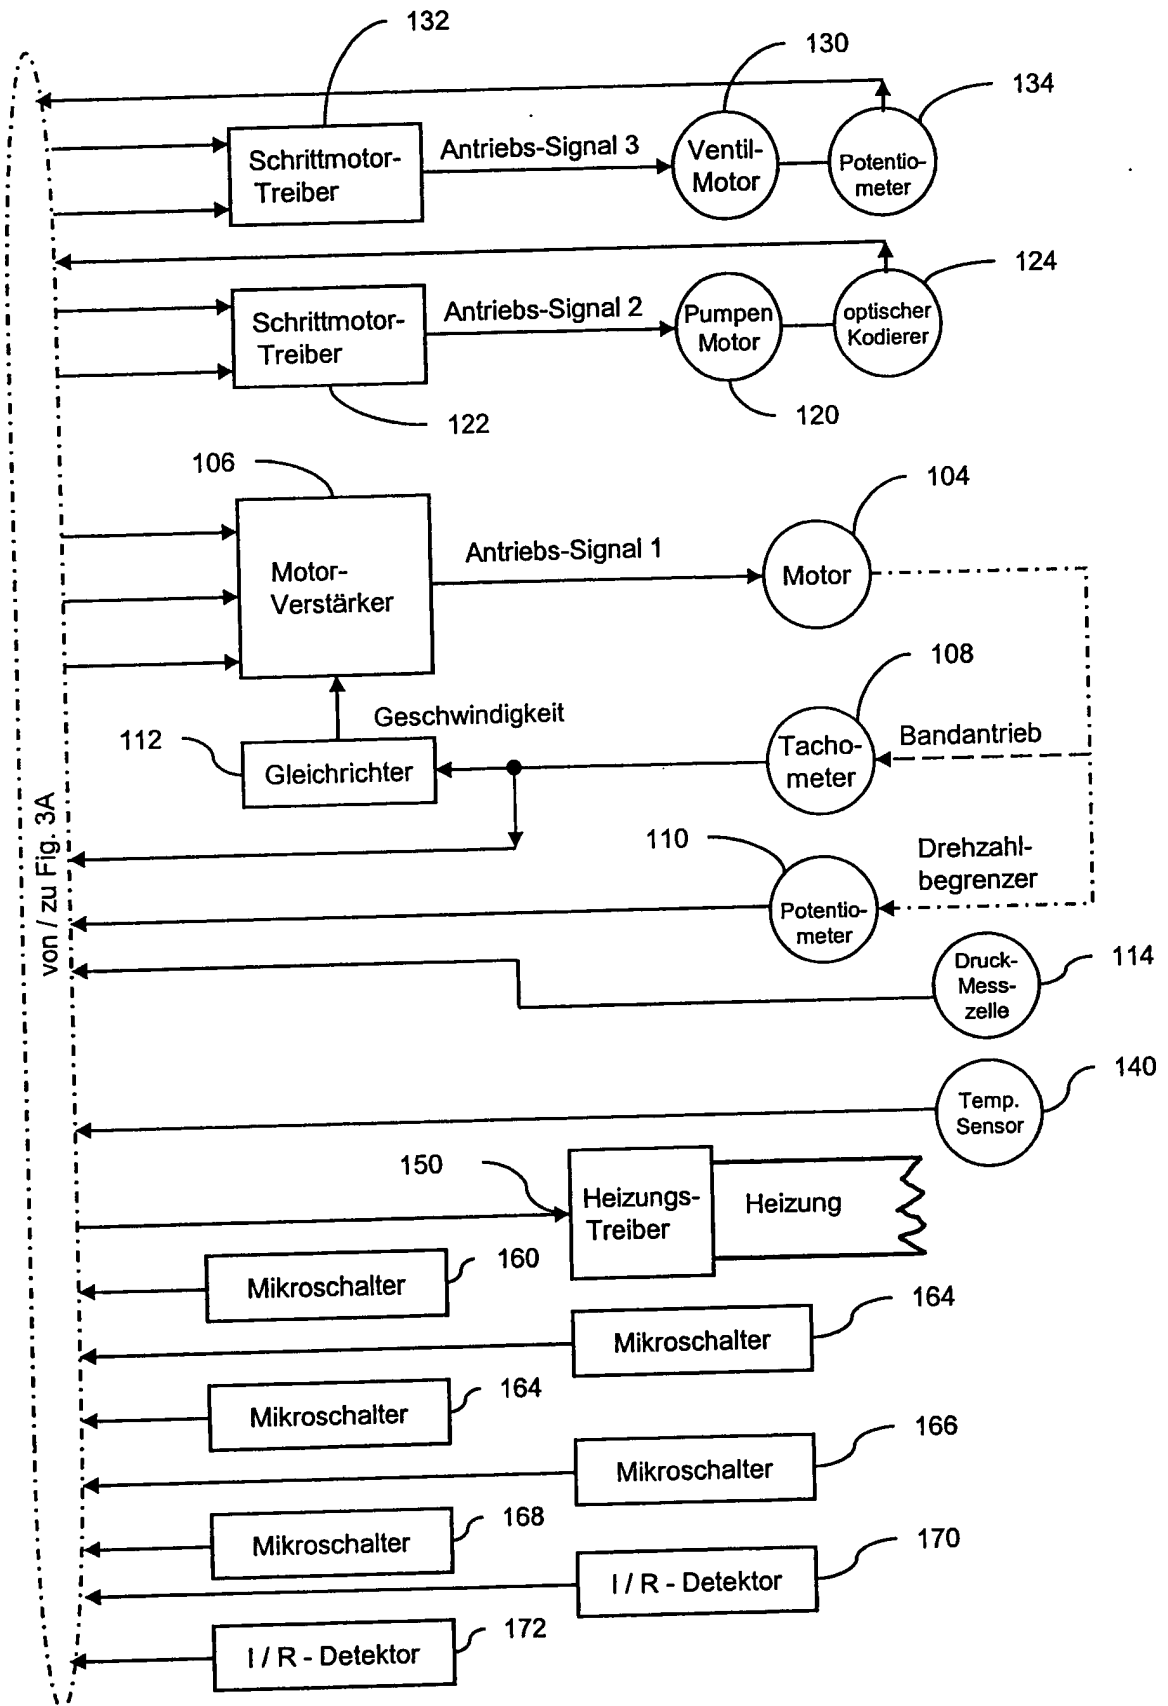 132
130
134
Schrittmotor-
Treiber
Antriebs-Signal 3
Ventil-
Motor
Potentio-
meter
124
Schrittmotor-
Treiber
Antriebs-Signal 2
Pumpen
Motor
optischer
Kodierer
122
120
106
104
Motor-
Verstärker
Antriebs-Signal 1
Motor
108
Geschwindigkeit
112
Gleichrichter
Tacho-
meter
Bandantrieb
von / zu Fig. 3A
110
Drehzahl-
begrenzer
Potentio-
meter
Druck-
Mess-
zelle
114
140
Temp.
Sensor
150
Heizungs-
Treiber
Heizung
Mikroschalter
160
Mikroschalter
164
Mikroschalter
164
Mikroschalter
166
Mikroschalter
168
I / R - Detektor
170
I / R - Detektor
172